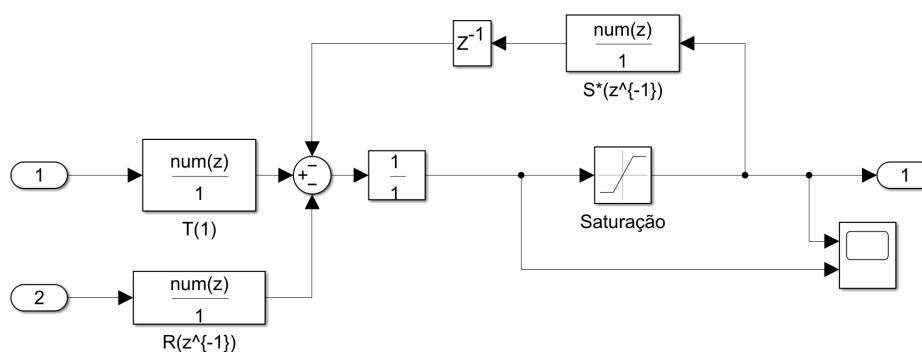 Z-1
num(z)
1
S*(z^{-1})
1
num(z)
1
T(1)
+
−
−
1
1
Saturação
1
2
num(z)
1
R(z^{-1})